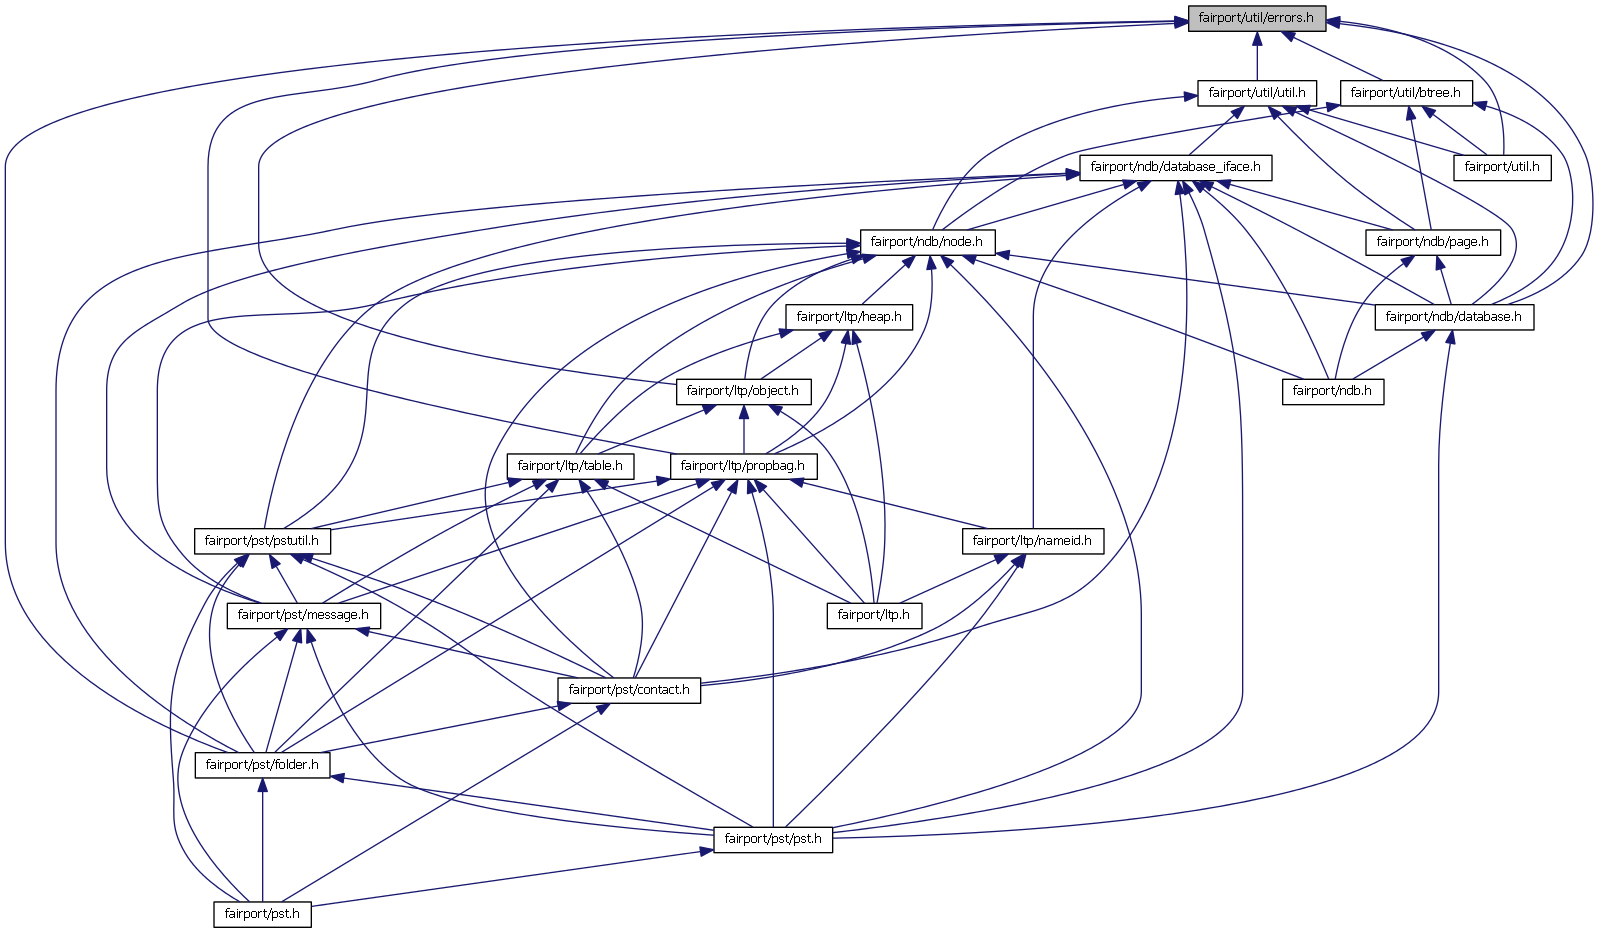 fairport/util/errors.h
fairport/util/util.h
fairport/util/btree.h
fairport/ndb/database_iface.h
fairport/util.h
fairport/ndb/node.h
fairport/ndb/page.h
fairport/ltp/heap.h
fairport/ndb/database.h
fairport/ltp/object.h
fairport/ndb.h
fairport/ltp/table.h
fairport/ltp/propbag.h
fairport/pst/pstutil.h
fairport/ltp/nameid.h
fairport/pst/message.h
fairport/ltp.h
fairport/pst/contact.h
fairport/pst/folder.h
fairport/pst/pst.h
fairport/pst.h